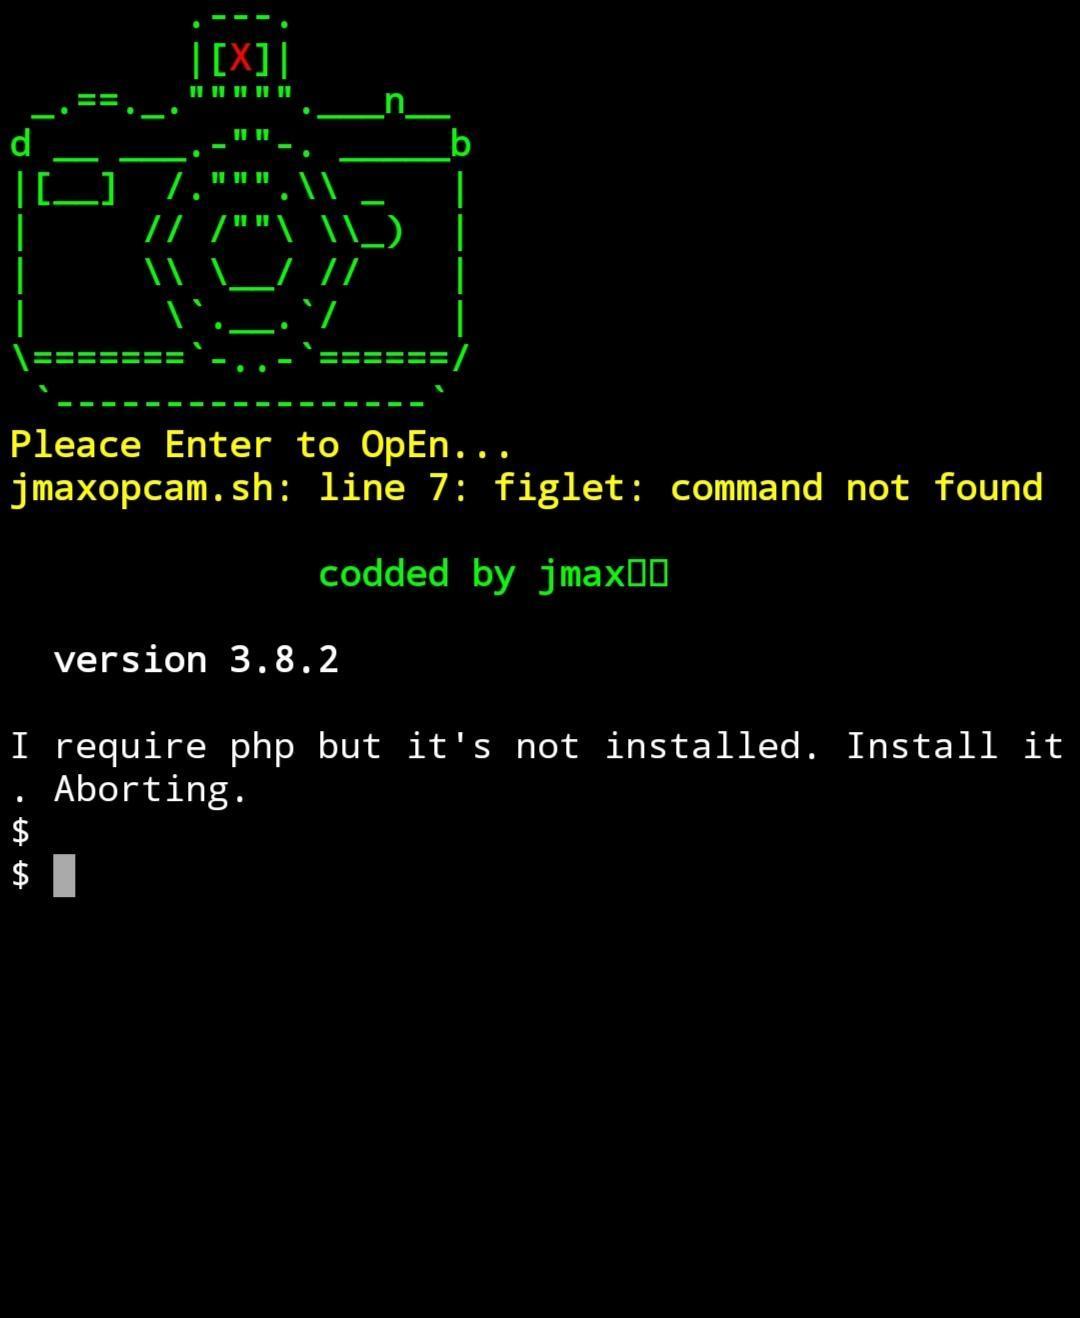 .---.
        |[X]|
 _.==._.""""".___n__
d __ ___.-""-. _____b
|[__]  /.""".\\ _   |
|     // /""\ \\_)  |
|     \\ \__/ //    |
|      \`.__.`/     |
\=======`-..-`======/
 `-----------------`
Pleace Enter to OpEn...
jmaxopcam.sh: line 7: figlet: command not found
codded by jmax
version 3.8.2
I require php but it's not installed. Install it
. Aborting.
$
$